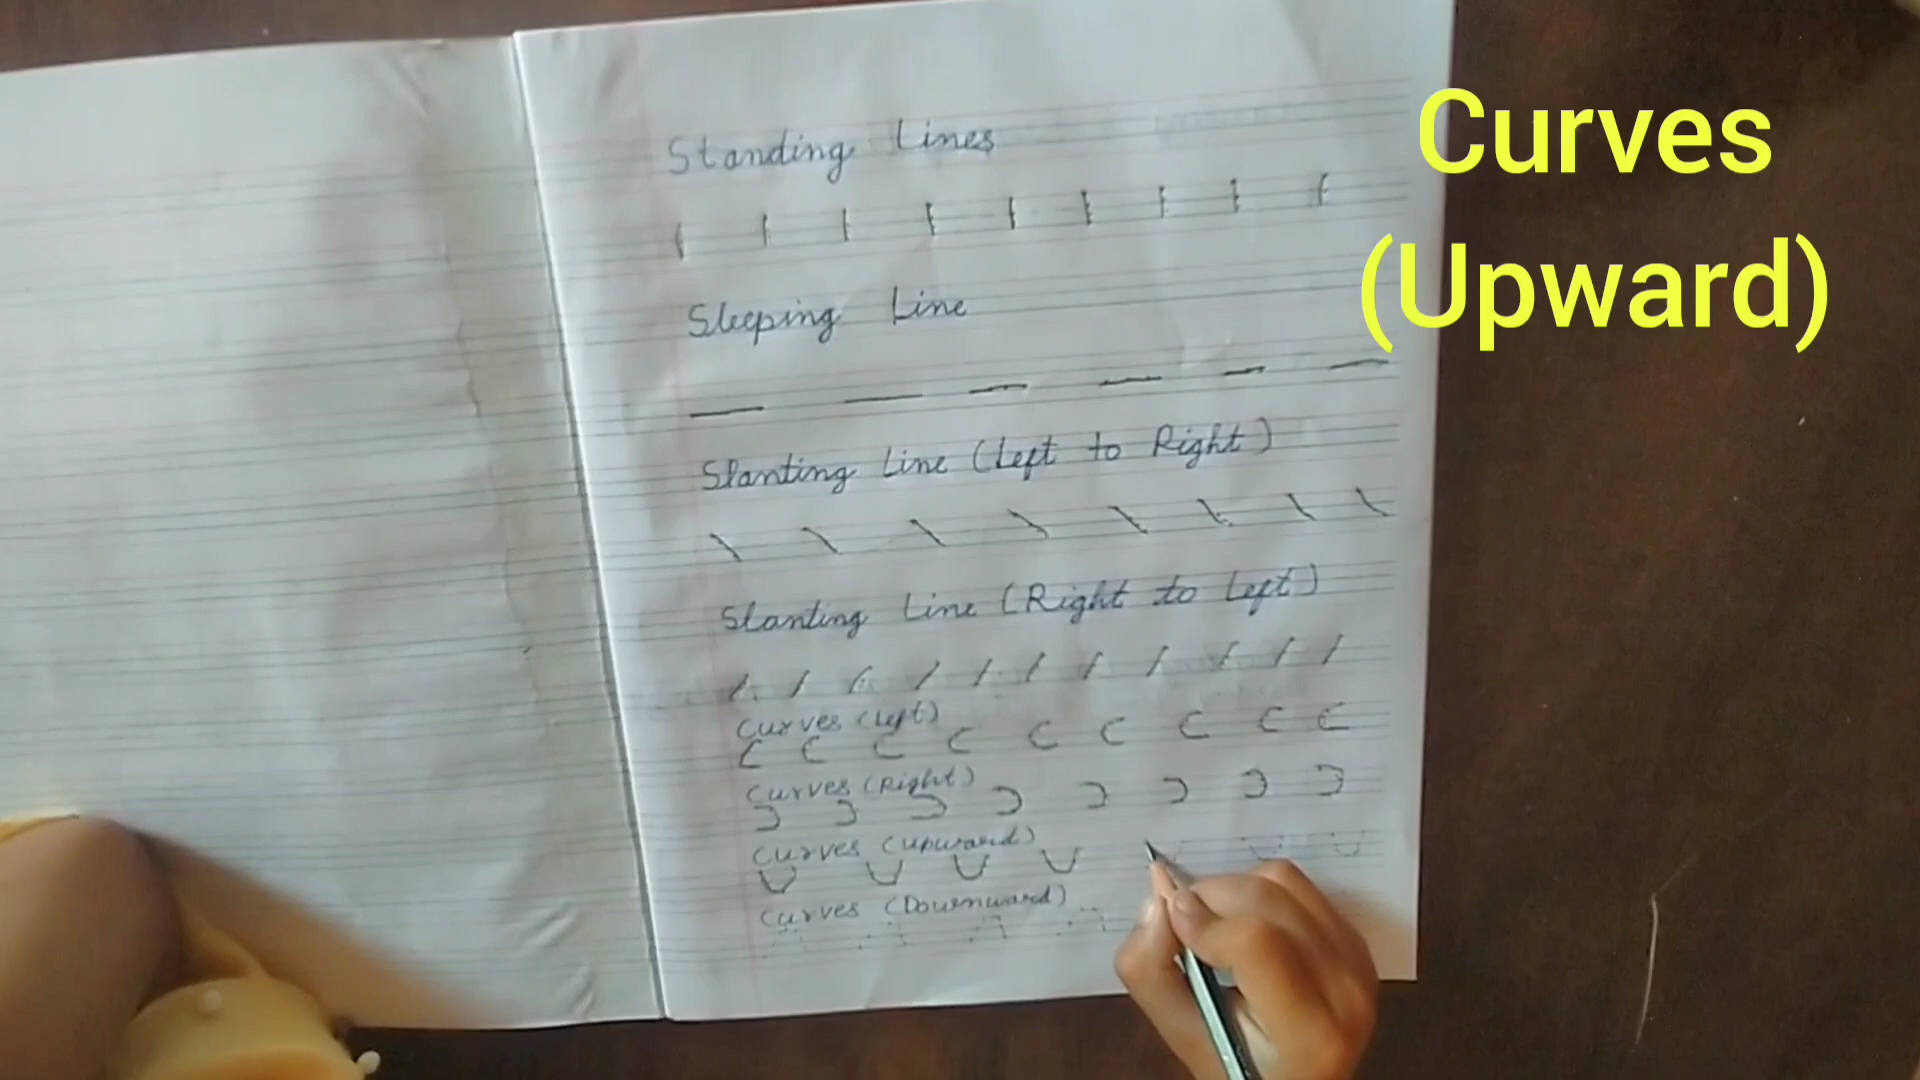 Curves
(Upward)
Standing Lines
Sleeping Line
Slanting Line (Left to Right)
Slanting Line (Right to Left)
Curves (Left)
Curves (Right)
Curves (Upward)
Curves (Downward)